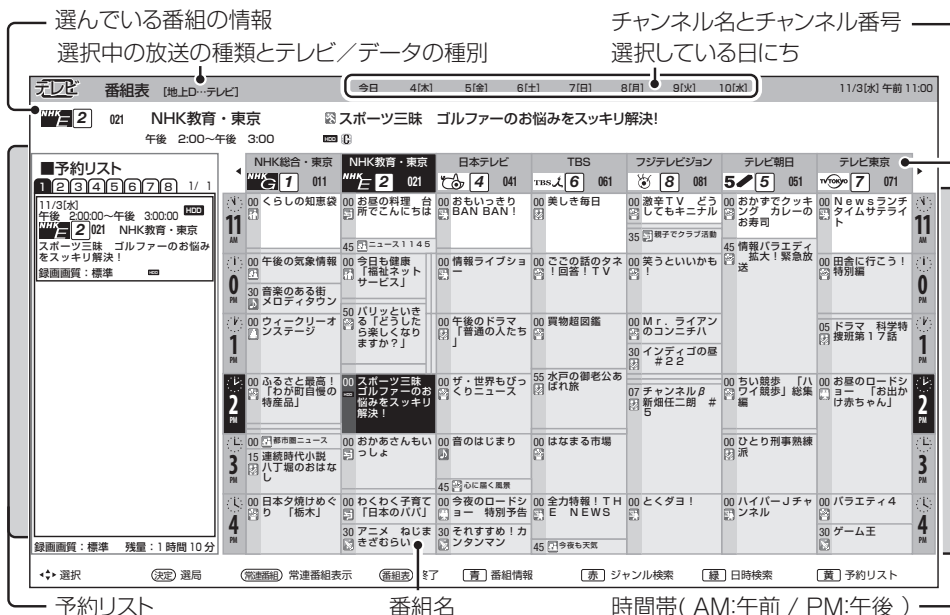 選んでいる番組の情報
チャンネル名とチャンネル番号
選択中の放送の種類とテレビ／データの種別
選択している日にち
テレビ 番組表 [地上D…テレビ] 今日 4[木] 5[金] 6[土] 7[日] 8[月] 9[火] 10[水] 11/3[水] 午前 11:00
NHK E 2 021 NHK教育・東京 スポーツ三昧 ゴルファーのお悩みをスッキリ解決!
午後 2:00～午後 3:00 HDD
■予約リスト
1 2 3 4 5 6 7 8 1/ 1
11/3[水]
午後 2:00:00～午後 3:00:00 HDD
NHK E 2 021 NHK教育・東京
スポーツ三昧 ゴルファーのお悩み
をスッキリ解決！
録画画質：標準 HDD
録画画質：標準 残量：1時間10分
NHK総合・東京 NHK教育・東京 日本テレビ TBS フジテレビジョン テレビ朝日 テレビ東京
NHK G 1 011 NHK E 2 021 4 041 TBS 6 061 8 081 5 5 051 TV TOKYO 7 071
11 AM
00 くらしの知恵袋
00 お昼の料理 台
所でこんにちは
45 ニュース1145
00 おもいっきり
BAN BAN！
00 美しき毎日
00 激辛TV どう
してもキニナル
35 親子でクラブ活動
00 おかずでクッキ
ング カレーの
お寿司
45 情報バラエディ
拡大！緊急放
送
00 Newsランチ
タイムサテライ
ト
0 PM
00 午後の気象情報
30 音楽のある街
メロディタウン
00 今日も健康
「福祉ネット
サービス」
50 パリッといき
る「どうした
ら楽しくなり
ますか？」
00 情報ライブショ
ー
00 ごごの話のタネ
！回答！TV
00 笑うといいかも
！
00 田舎に行こう！
特別編
1 PM
00 ウィークリーオ
ンステージ
00 午後のドラマ
「普通の人たち
」
00 買物超図鑑
55 水戸の御老公あ
ばれ旅
00 Mr．ライアン
のコンニチハ
30 インディゴの昼
＃22
05 ドラマ 科学特
捜班第17話
2 PM
00 ふるさと最高！
「わが町自慢の
特産品」
00 スポーツ三昧
ゴルファーのお
悩みをスッキリ
解決！
00 ザ・世界もびっ
くりニュース
07 チャンネルβ
新畑任二朗 ＃
5
00 ちい競歩 「ハ
ワイ競歩」総集
編
00 お昼のロードシ
ョー 「お出か
け赤ちゃん」
3 PM
00 都市圏ニュース
15 連続時代小説
八丁堀のおはな
し
00 おかあさんもい
っしょ
00 音のはじまり
45 心に届く風景
00 はなまる市場
00 ひとり刑事熟練
派
4 PM
00 日本夕焼けめぐ
り 「栃木」
00 わくわく子育て
「日本のパパ」
30 アニメ ねじま
きざむらい
00 今夜のロードシ
ョー 特別予告
30 それすすめ！カ
ンタンマン
00 全力特報！TH
E NEWS
45 今夜も天気
00 とくダヨ！
00 ハイパーJチャ
ンネル
00 バラエティ4
30 ゲーム王
選択 決定 選局 常連番組 常連番組表示 番組表 終了 青 番組情報 赤 ジャンル検索 緑 日時検索 黄 予約リスト
予約リスト
番組名
時間帯( AM:午前 / PM:午後 )